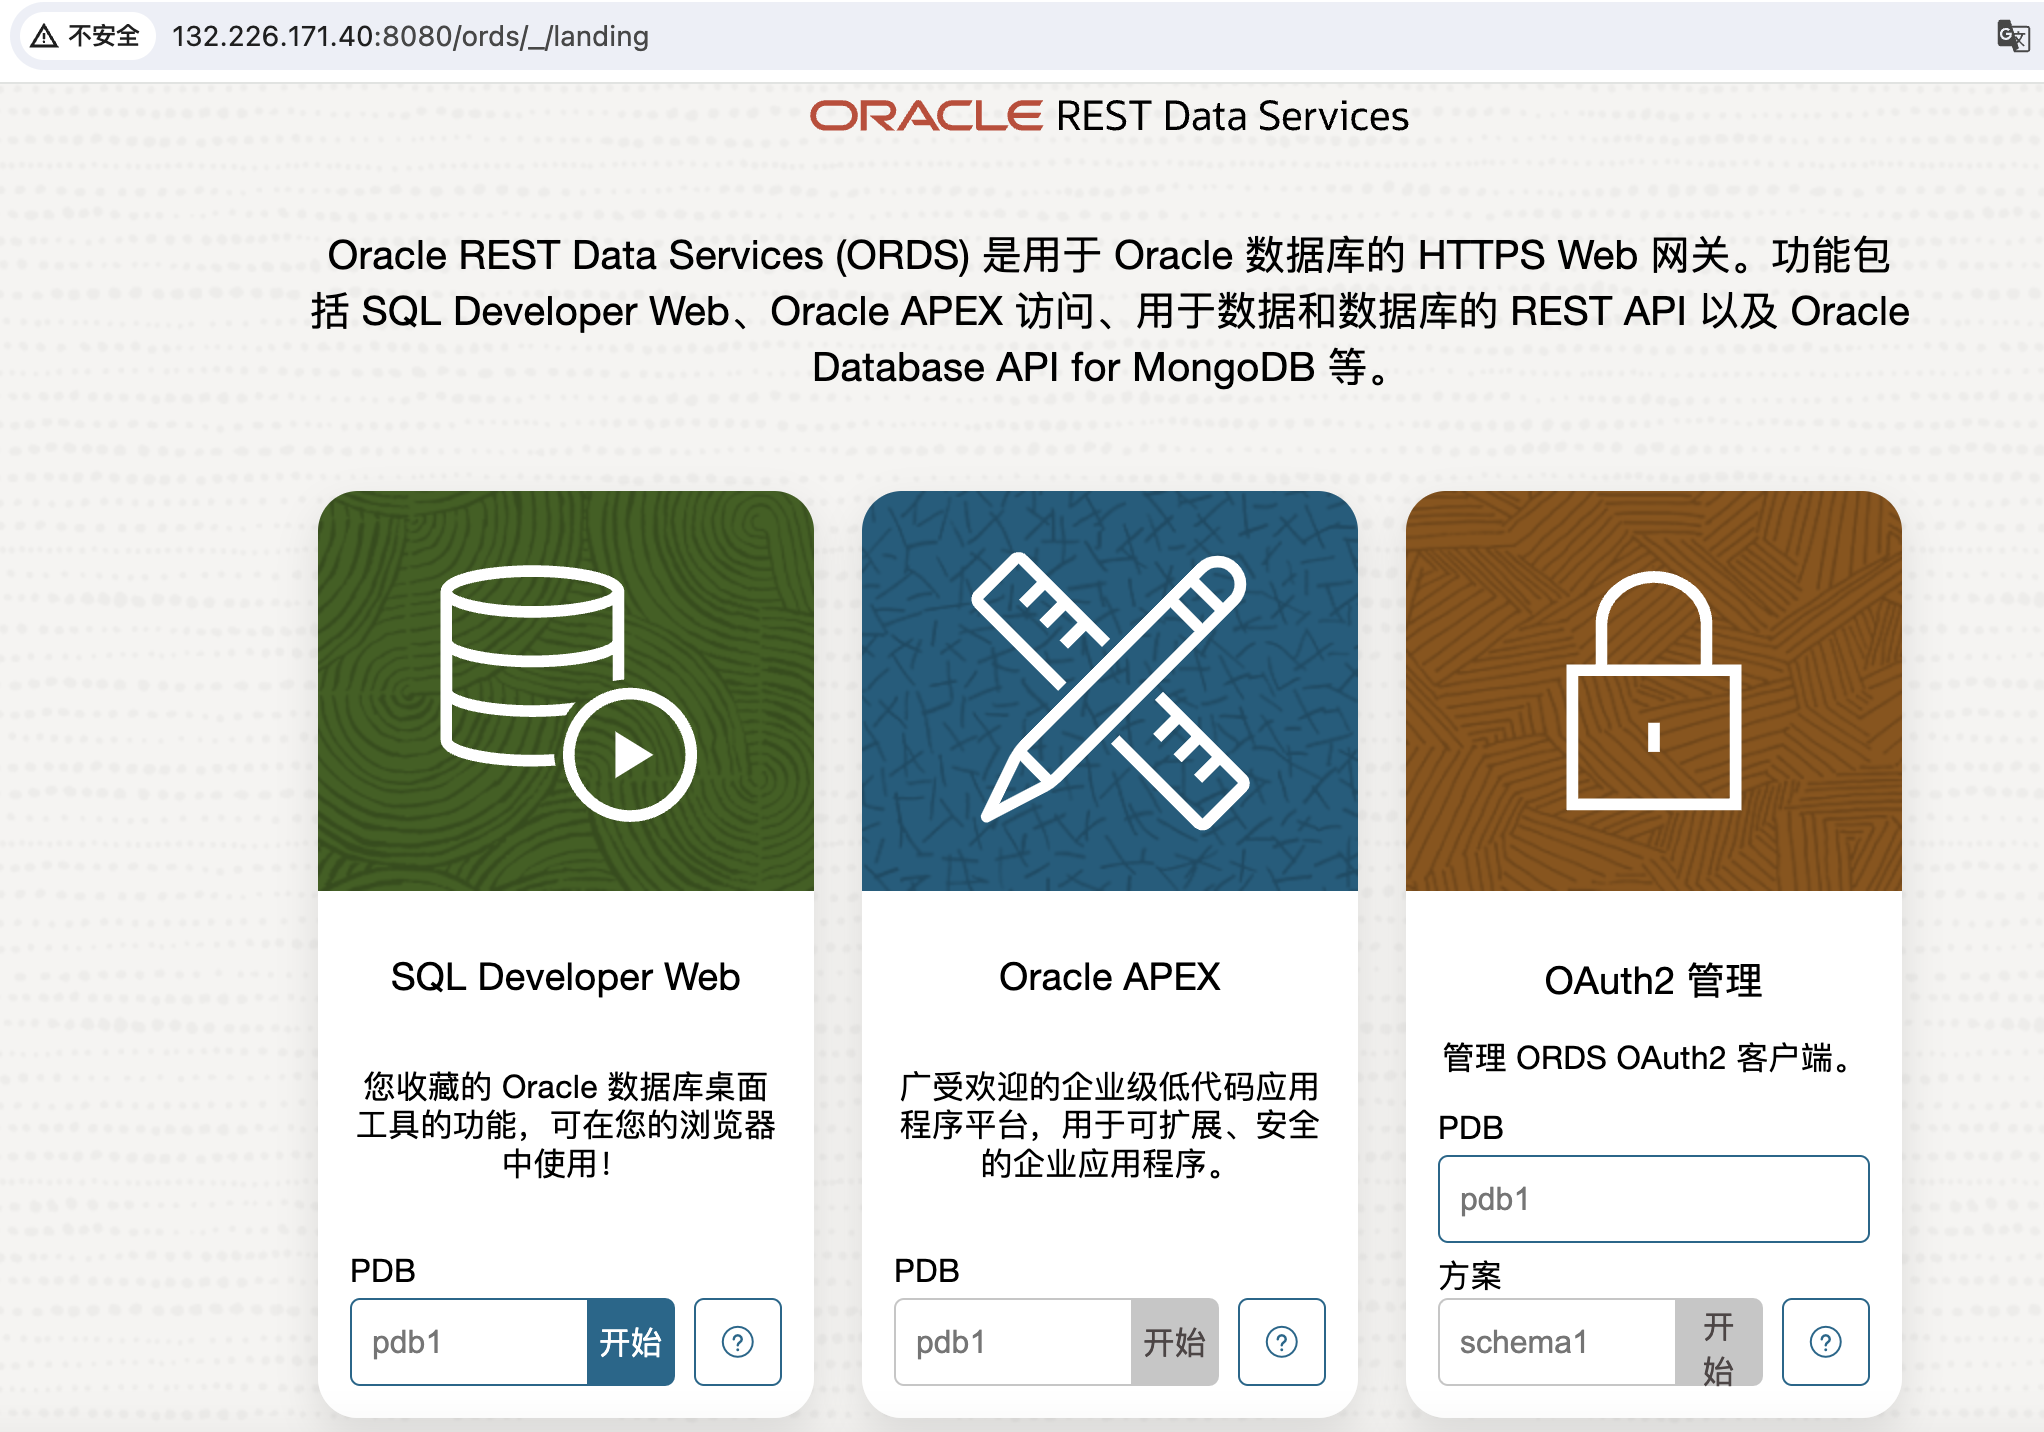 不安全 132.226.171.40:8080/ords/_/landing
ORACLE REST Data Services
Oracle REST Data Services (ORDS) 是用于 Oracle 数据库的 HTTPS Web 网关。功能包
括 SQL Developer Web、Oracle APEX 访问、用于数据和数据库的 REST API 以及 Oracle
Database API for MongoDB 等。
SQL Developer Web
您收藏的 Oracle 数据库桌面
工具的功能，可在您的浏览器
中使用！
PDB
pdb1 开始 ?
Oracle APEX
广受欢迎的企业级低代码应用
程序平台，用于可扩展、安全
的企业应用程序。
PDB
pdb1 开始 ?
OAuth2 管理
管理 ORDS OAuth2 客户端。
PDB
pdb1
方案
schema1 开始 ?